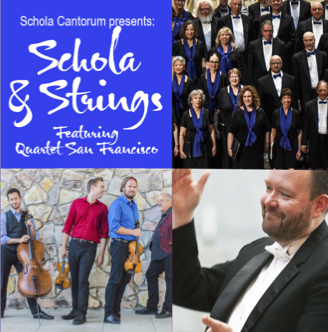 Schola Cantorum presents:
Schola
& Strings
Featuring
Quartet San Francisco